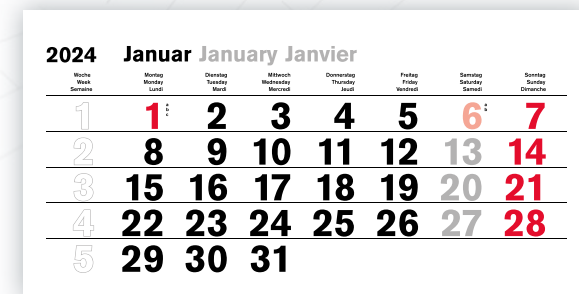 2024 Januar January Janvier
Woche Montag Dienstag Mittwoch Donnerstag Freitag Samstag Sonntag
Week Monday Tuesday Wednesday Thursday Friday Saturday Sunday
Semaine Lundi Mardi Mercredi Jeudi Vendredi Samedi Dimanche
1 1 a b c 2 3 4 5 6 a b 7
2 8 9 10 11 12 13 14
3 15 16 17 18 19 20 21
4 22 23 24 25 26 27 28
5 29 30 31